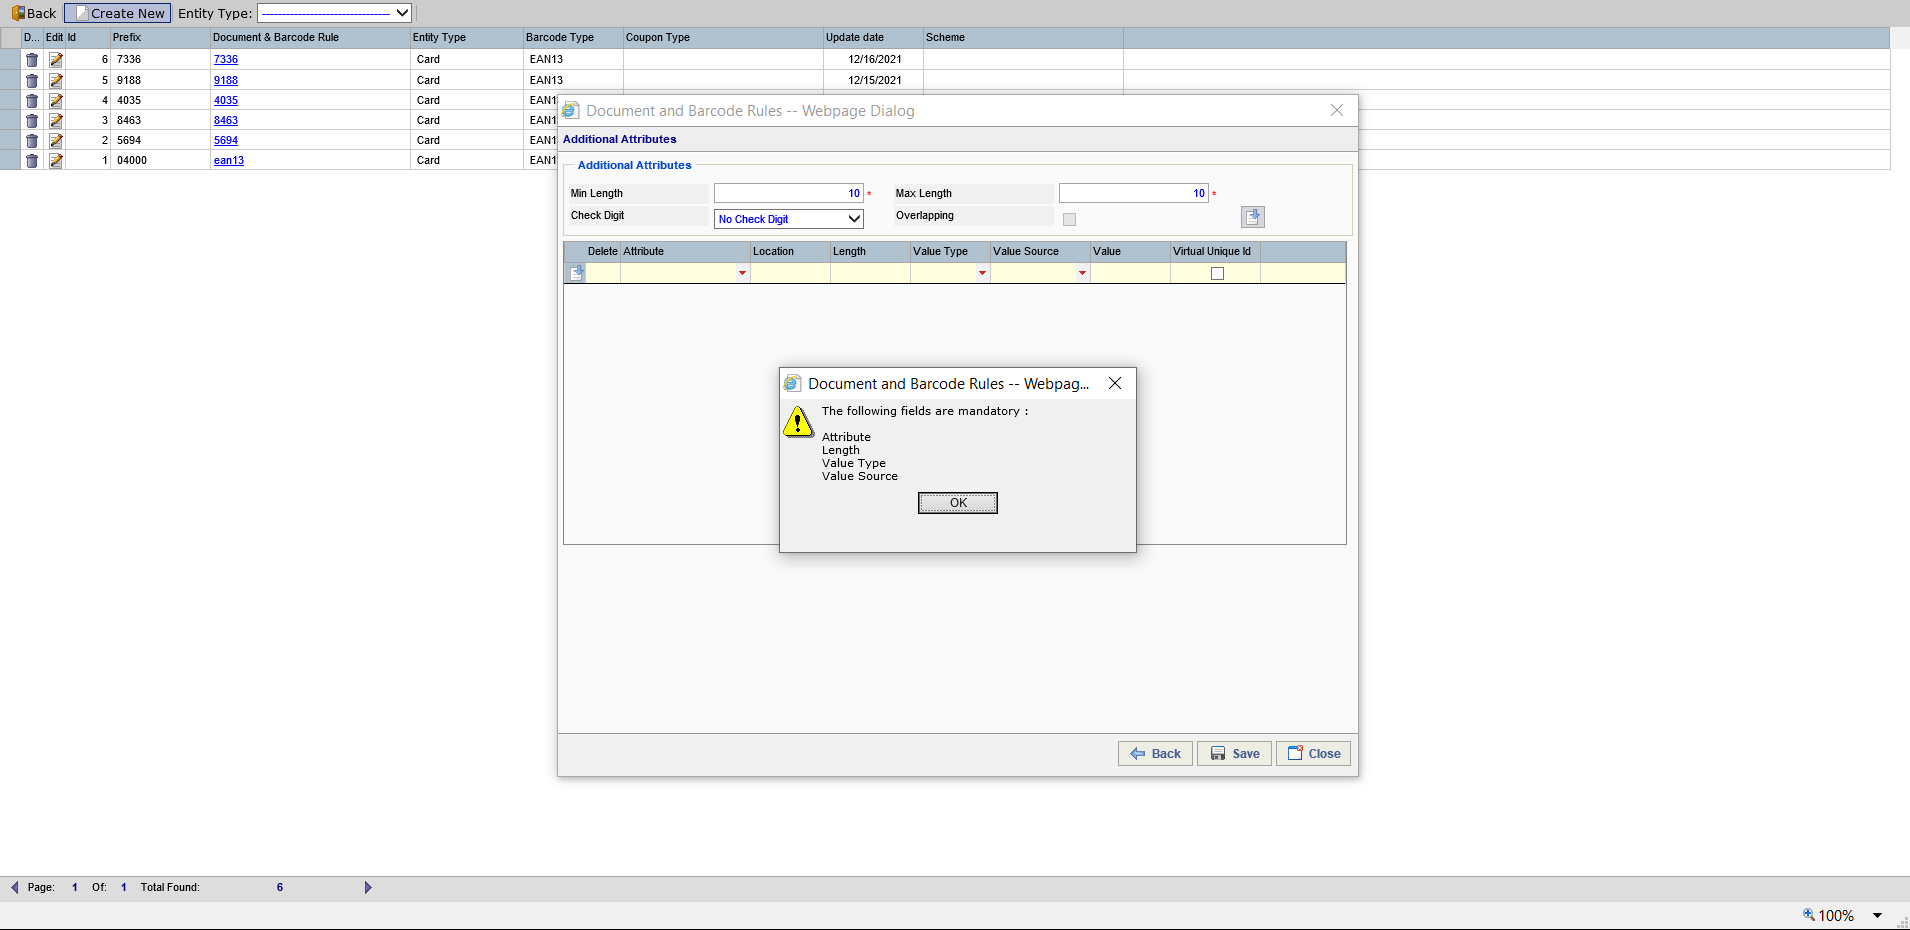 Back Create New Entity Type: --------------------------------
D... Edit Id Prefix Document & Barcode Rule Entity Type Barcode Type Coupon Type Update date Scheme
6 7336 7336 Card EAN13 12/16/2021
5 9188 9188 Card EAN13 12/15/2021
4 4035 4035 Card EAN1
3 8463 8463 Card EAN1
2 5694 5694 Card EAN1
1 04000 ean13 Card EAN1
Document and Barcode Rules -- Webpage Dialog
Additional Attributes
Additional Attributes
Min Length 10 * Max Length 10 *
Check Digit No Check Digit Overlapping
Delete Attribute Location Length Value Type Value Source Value Virtual Unique Id
Document and Barcode Rules -- Webpag...
The following fields are mandatory :
Attribute
Length
Value Type
Value Source
OK
Back Save Close
Page: 1 Of: 1 Total Found: 6
100%